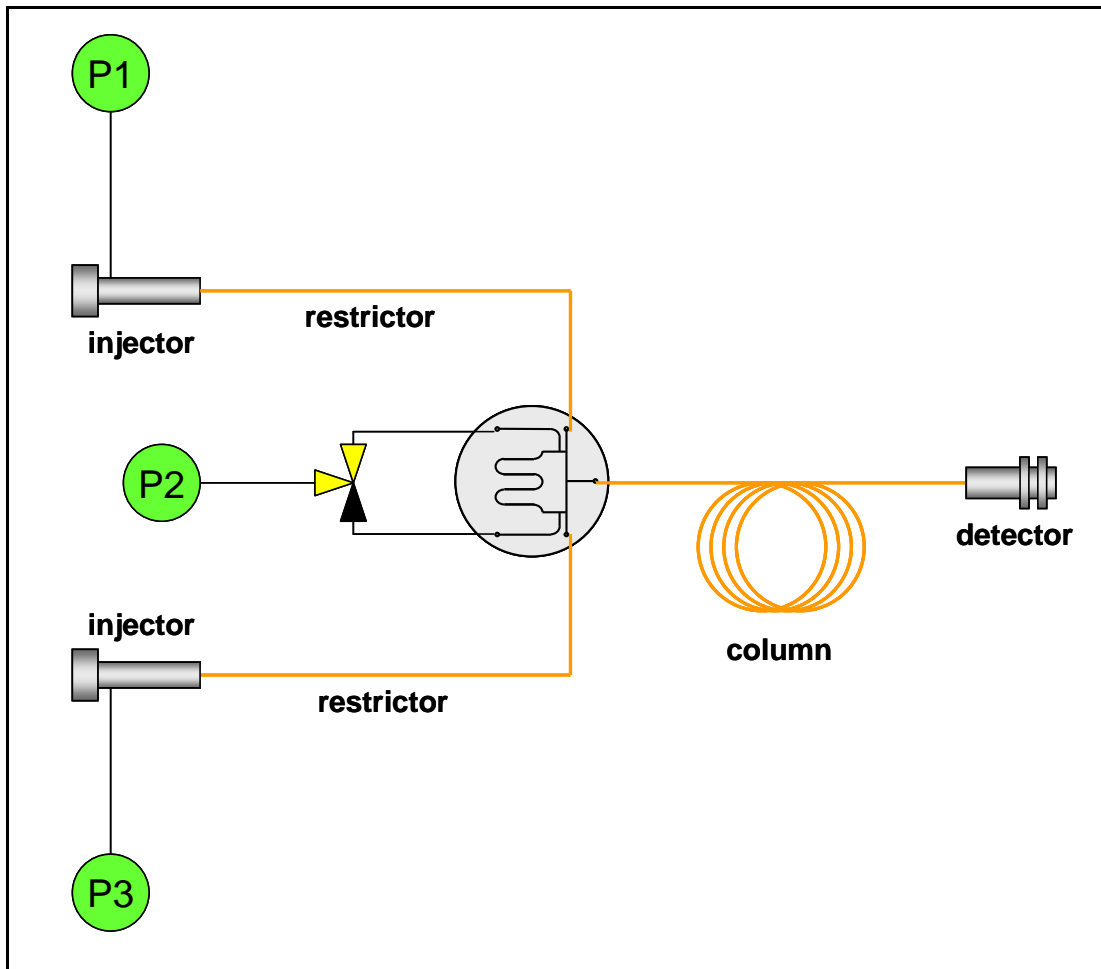 P1
injector
restrictor
P2
detector
injector
column
restrictor
P3